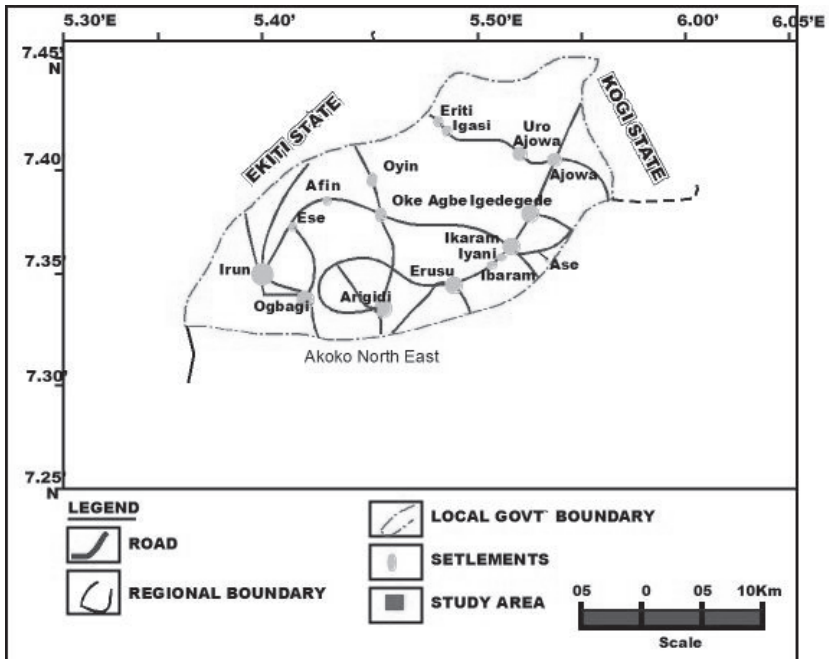 5.30'E 5.40' 5.50' 6.00' 6.05'E
7.45'
N
7.40'
7.35'
7.30'
7.25'
N
EKITI STATE
KOGI STATE
Eriti
Igasi
Uro
Ajowa
Ajowa
Oyin
Afin
Oke Agbe
Igedegede
Ese
Ikaram
Iyani
Irun
Erusu
Ibaram
Ase
Ogbagi
Arigidi
Akoko North East
LEGEND
ROAD
REGIONAL BOUNDARY
LOCAL GOVT` BOUNDARY
SETLEMENTS
STUDY AREA
05 0 05 10Km
Scale